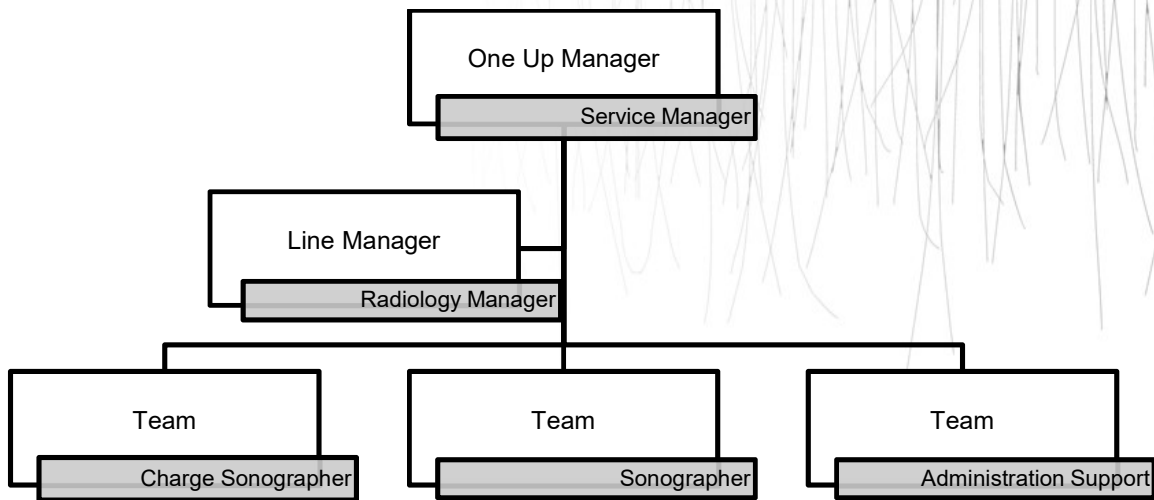 One Up Manager
Service Manager
Line Manager
Radiology Manager
Team
Charge Sonographer
Team
Sonographer
Team
Administration Support